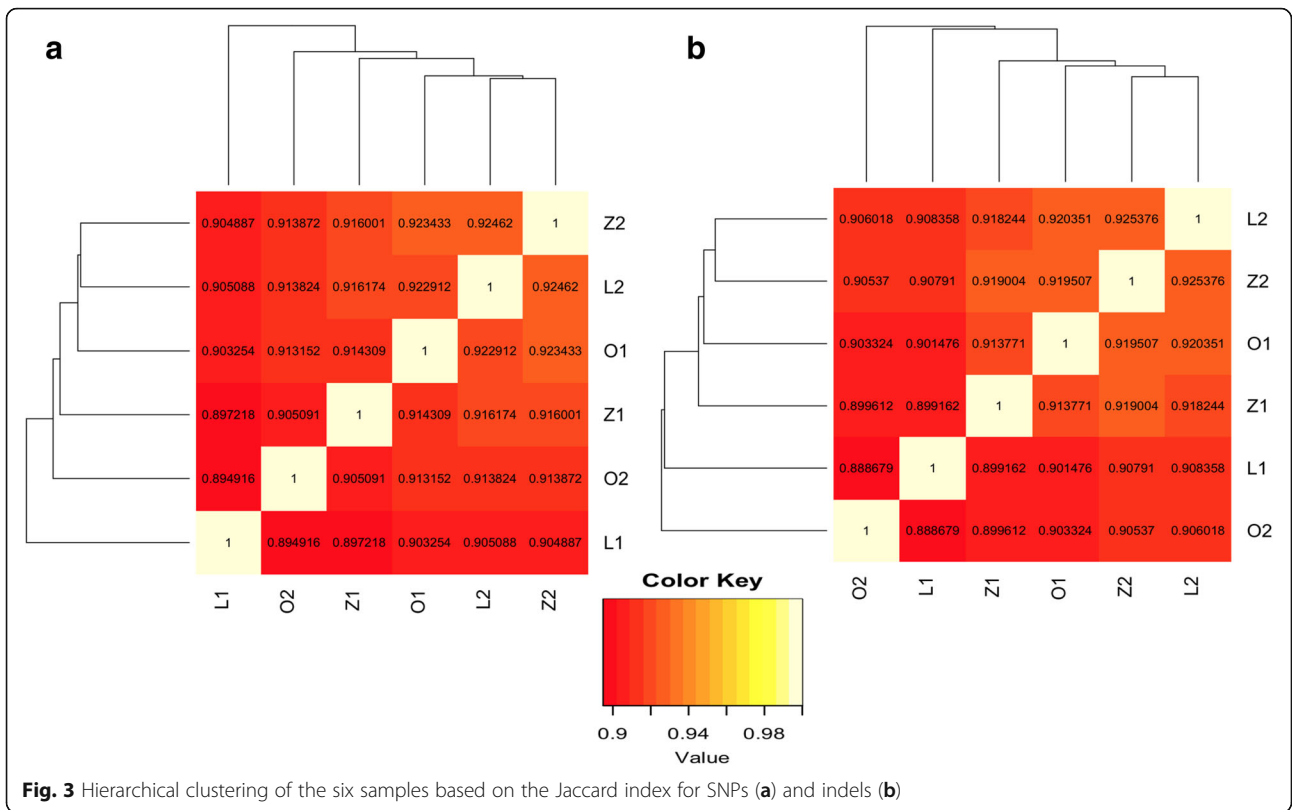 a
0.904887 0.913872 0.916001 0.923433 0.92462 1 Z2
0.905088 0.913824 0.916174 0.922912 1 0.92462 L2
0.903254 0.913152 0.914309 1 0.922912 0.923433 O1
0.897218 0.905091 1 0.914309 0.916174 0.916001 Z1
0.894916 1 0.905091 0.913152 0.913824 0.913872 O2
1 0.894916 0.897218 0.903254 0.905088 0.904887 L1
L1 O2 Z1 O1 L2 Z2
b
0.906018 0.908358 0.918244 0.920351 0.925376 1 L2
0.90537 0.90791 0.919004 0.919507 1 0.925376 Z2
0.903324 0.901476 0.913771 1 0.919507 0.920351 O1
0.899612 0.899162 1 0.913771 0.919004 0.918244 Z1
0.888679 1 0.899162 0.901476 0.90791 0.908358 L1
1 0.888679 0.899612 0.903324 0.90537 0.906018 O2
O2 L1 Z1 O1 Z2 L2
Color Key
0.9 0.94 0.98
Value
Fig. 3 Hierarchical clustering of the six samples based on the Jaccard index for SNPs (a) and indels (b)